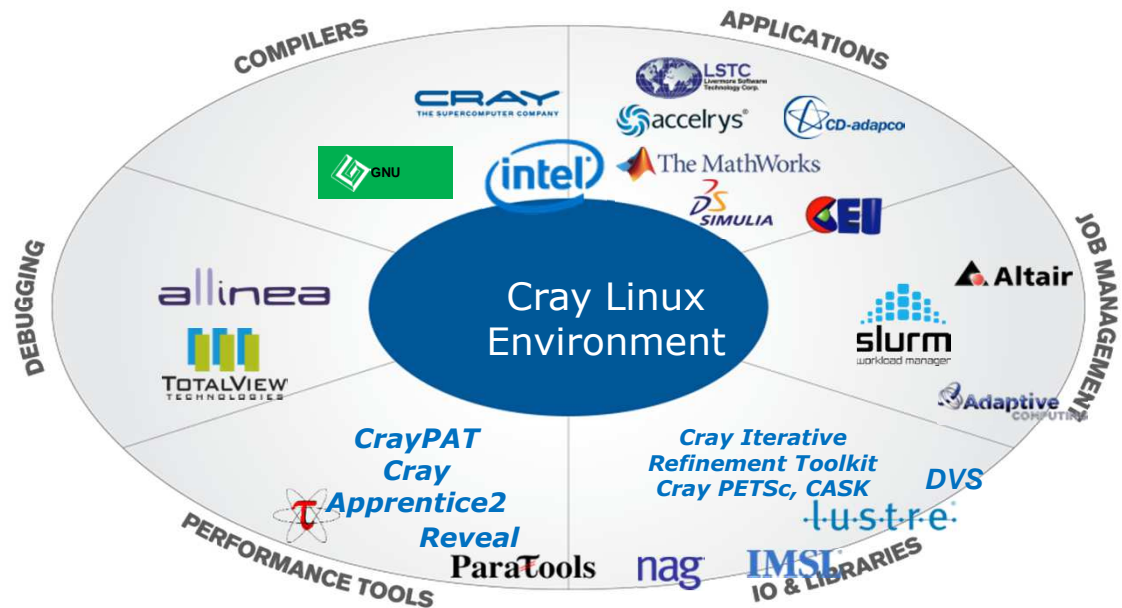 COMPILERS
APPLICATIONS
CRAY
THE SUPERCOMPUTER COMPANY
GNU
intel®
LSTC
Livermore Software
Technology Corp.
accelrys®
CD-adapco
The MathWorks
SIMULIA
CEI
DEBUGGING
allinea
TOTALVIEW
TECHNOLOGIES
Cray Linux
Environment
JOB MANAGEMENT
Altair
slurm
workload manager
Adaptive
COMPUTING
PERFORMANCE TOOLS
CrayPAT
Cray
Apprentice2
Reveal
τ
ParaTools
Cray Iterative
Refinement Toolkit
Cray PETSc, CASK
DVS
lustre
nag
IMSL
IO & LIBRARIES